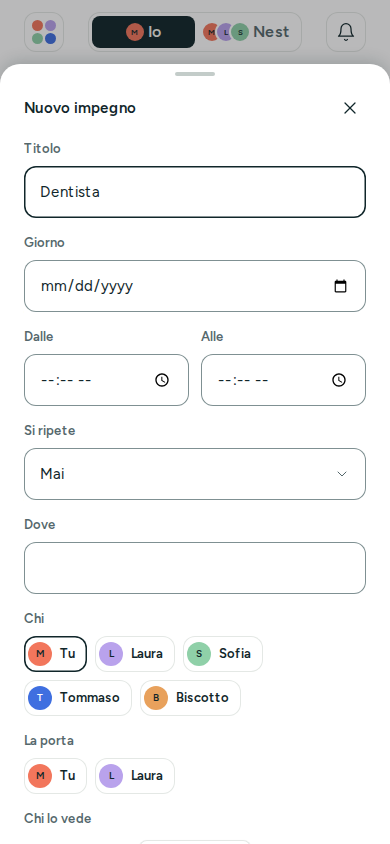 M Io M L S Nest
Nuovo impegno
Titolo
Dentista
Giorno
mm/dd/yyyy
Dalle Alle
--:-- -- --:-- --
Si ripete
Mai
Dove
Chi
M Tu L Laura S Sofia
T Tommaso B Biscotto
La porta
M Tu L Laura
Chi lo vede